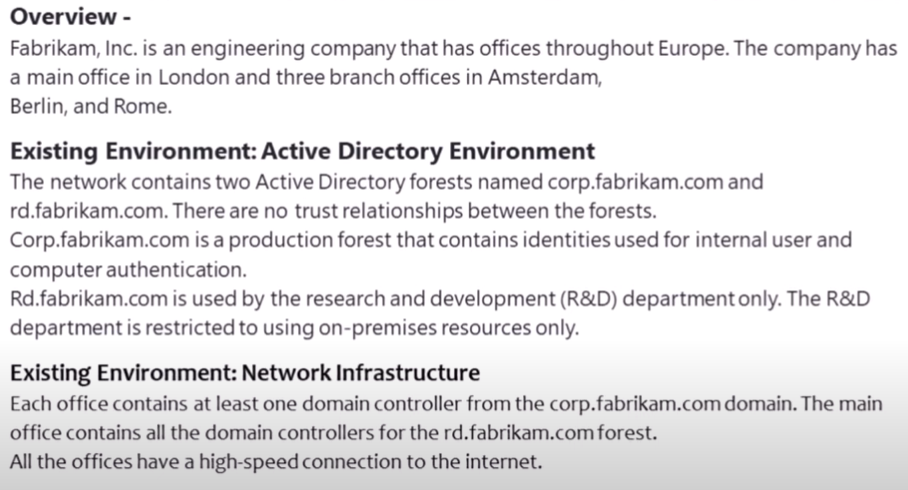 Overview -
Fabrikam, Inc. is an engineering company that has offices throughout Europe. The company has
a main office in London and three branch offices in Amsterdam,
Berlin, and Rome.
Existing Environment: Active Directory Environment
The network contains two Active Directory forests named corp.fabrikam.com and
rd.fabrikam.com. There are no trust relationships between the forests.
Corp.fabrikam.com is a production forest that contains identities used for internal user and
computer authentication.
Rd.fabrikam.com is used by the research and development (R&D) department only. The R&D
department is restricted to using on-premises resources only.
Existing Environment: Network Infrastructure
Each office contains at least one domain controller from the corp.fabrikam.com domain. The main
office contains all the domain controllers for the rd.fabrikam.com forest.
All the offices have a high-speed connection to the internet.